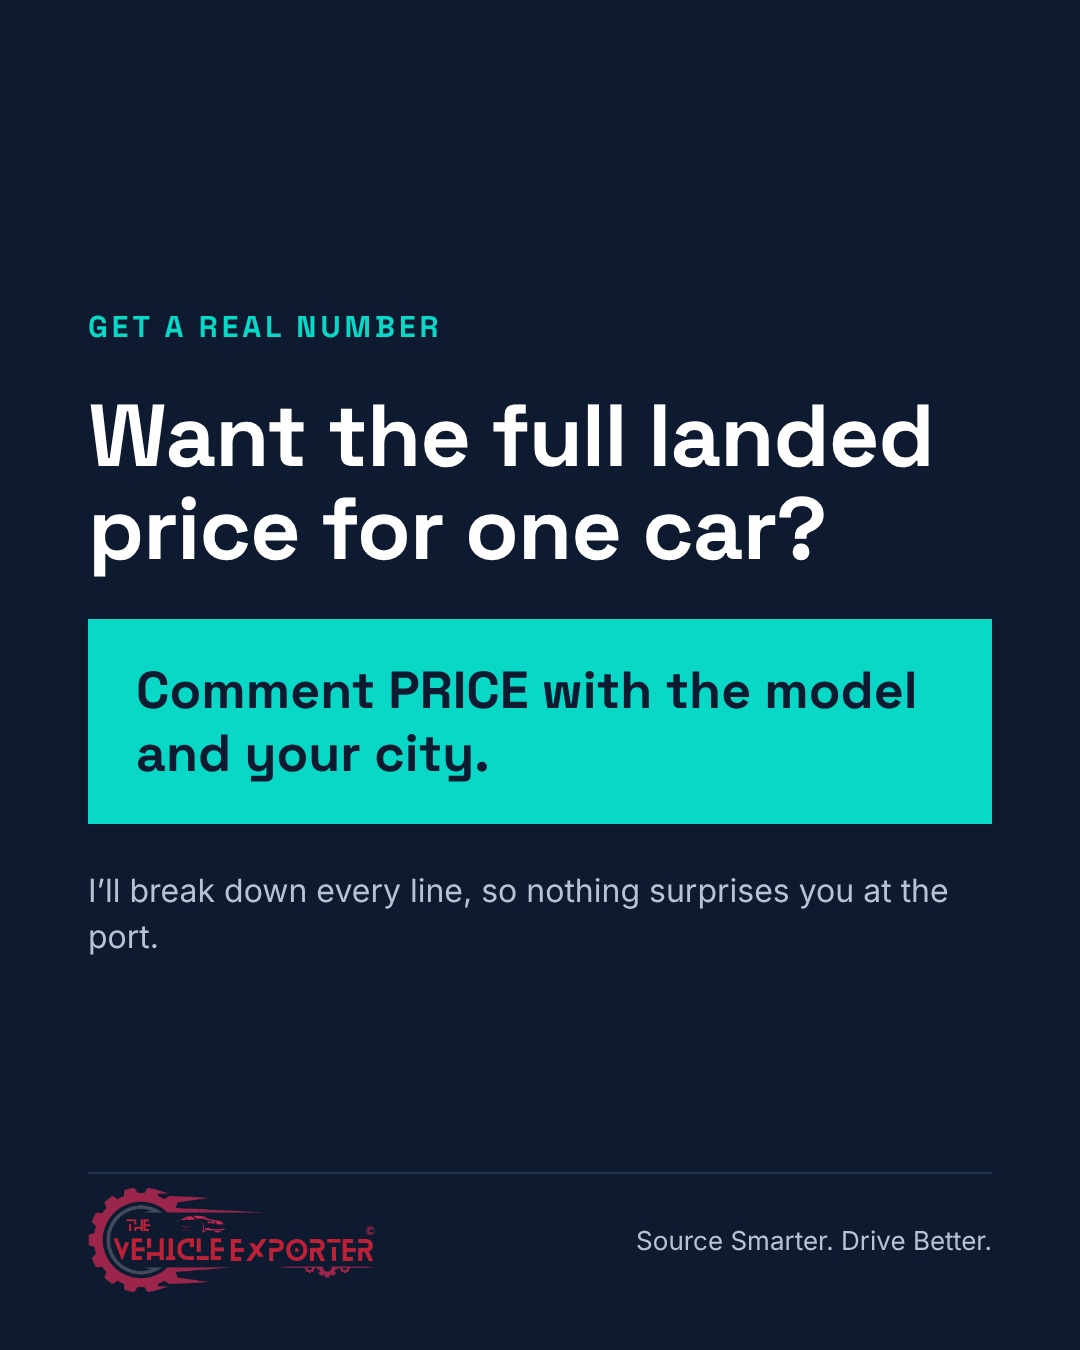 GET A REAL NUMBER
Want the full landed
price for one car?
Comment PRICE with the model
and your city.
I’ll break down every line, so nothing surprises you at the
port.
THE
VEHICLE EXPORTER
©
Source Smarter. Drive Better.